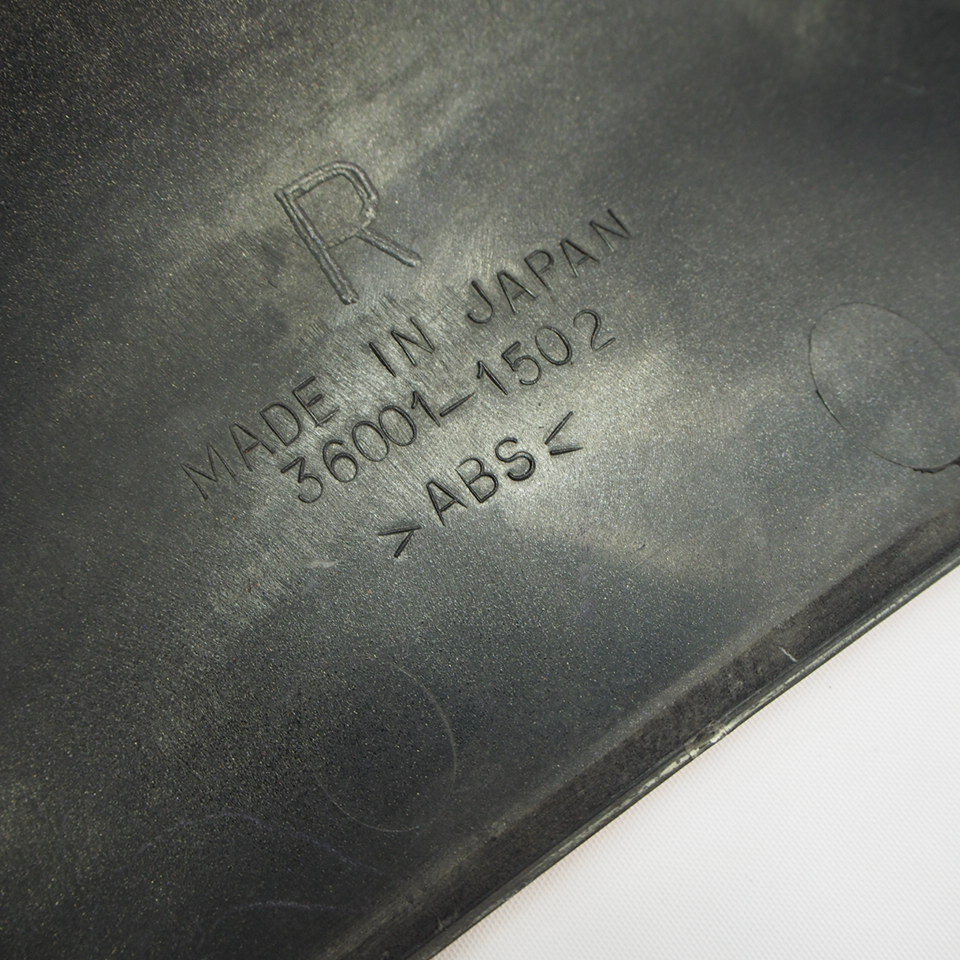 R
MADE IN JAPAN
36001-1502
>ABS<